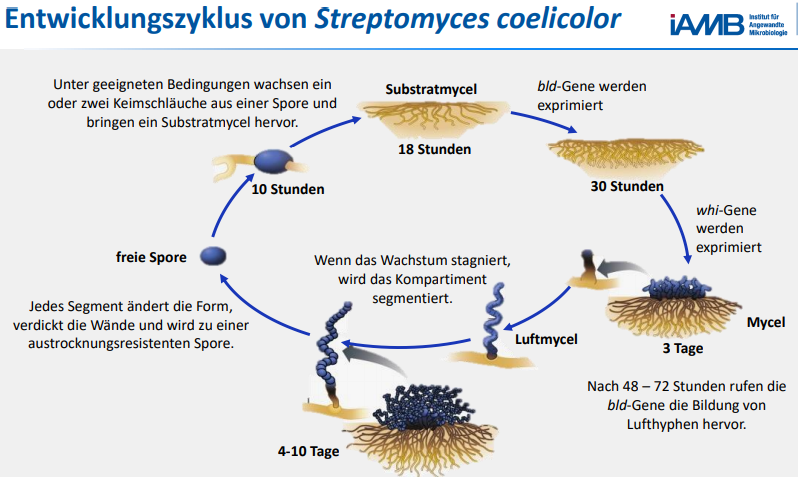 Entwicklungszyklus von Streptomyces coelicolor
iAMB Institut für
Angewandte
Mikrobiologie
Unter geeigneten Bedingungen wachsen ein
oder zwei Keimschläuche aus einer Spore und
bringen ein Substratmycel hervor.
Substratmycel
18 Stunden
bld-Gene werden
exprimiert
10 Stunden
30 Stunden
whi-Gene
werden
exprimiert
freie Spore
Wenn das Wachstum stagniert,
wird das Kompartiment
segmentiert.
Jedes Segment ändert die Form,
verdickt die Wände und wird zu einer
austrocknungsresistenten Spore.
Luftmycel
Mycel
3 Tage
Nach 48 – 72 Stunden rufen die
bld-Gene die Bildung von
Lufthyphen hervor.
4-10 Tage